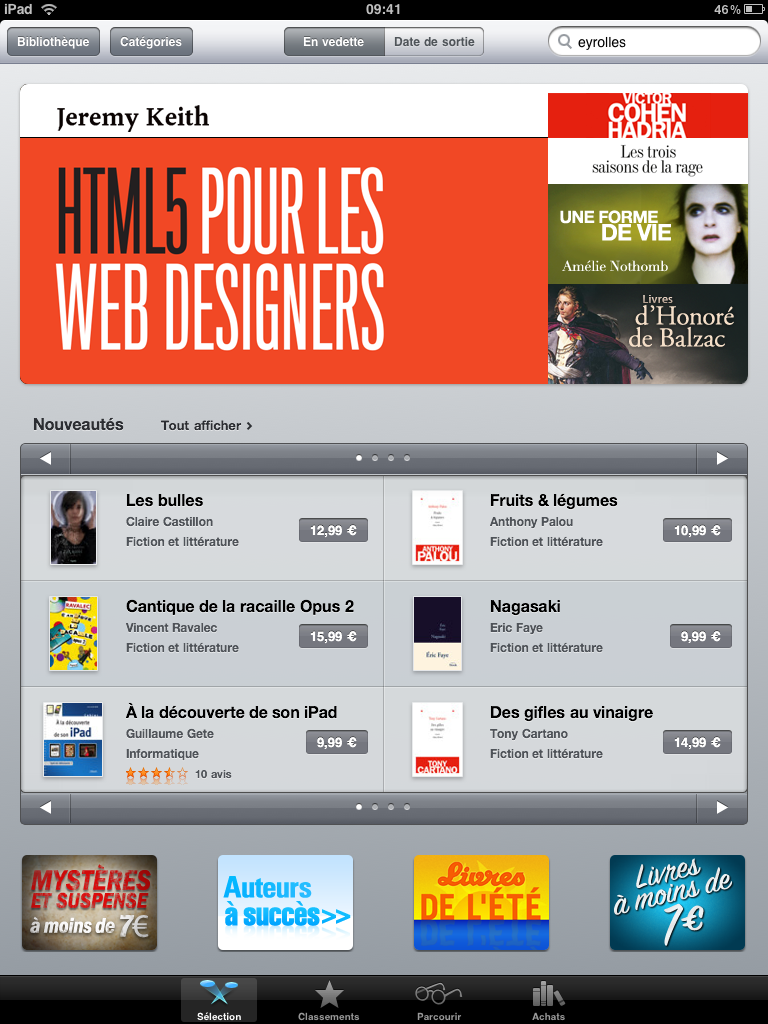 iPad 09:41 46%
Bibliothèque Catégories En vedette Date de sortie eyrolles
Jeremy Keith
HTML5 POUR LES
WEB DESIGNERS
VICTOR
COHEN
HADRIA
Les trois
saisons de la rage
UNE FORME
DE VIE
Amélie Nothomb
Livres
d'Honoré
de Balzac
Nouveautés Tout afficher >
Les bulles
Claire Castillon
Fiction et littérature
12,99 €
ANTHONY
PALOU
Fruits & légumes
Anthony Palou
Fiction et littérature
10,99 €
RAVALEC
Cantique de la racaille Opus 2
Vincent Ravalec
Fiction et littérature
15,99 €
Nagasaki
Éric Faye
Nagasaki
Eric Faye
Fiction et littérature
9,99 €
À la découverte
de son iPad
À la découverte de son iPad
Guillaume Gete
Informatique
10 avis
9,99 €
TONY
CARTANO
Des gifles au vinaigre
Tony Cartano
Fiction et littérature
14,99 €
MYSTÈRES
ET SUSPENSE
à moins de 7€
Auteurs
à succès>>
Livres
DE L'ÉTÉ
Livres
à moins de
7€
Sélection Classements Parcourir Achats